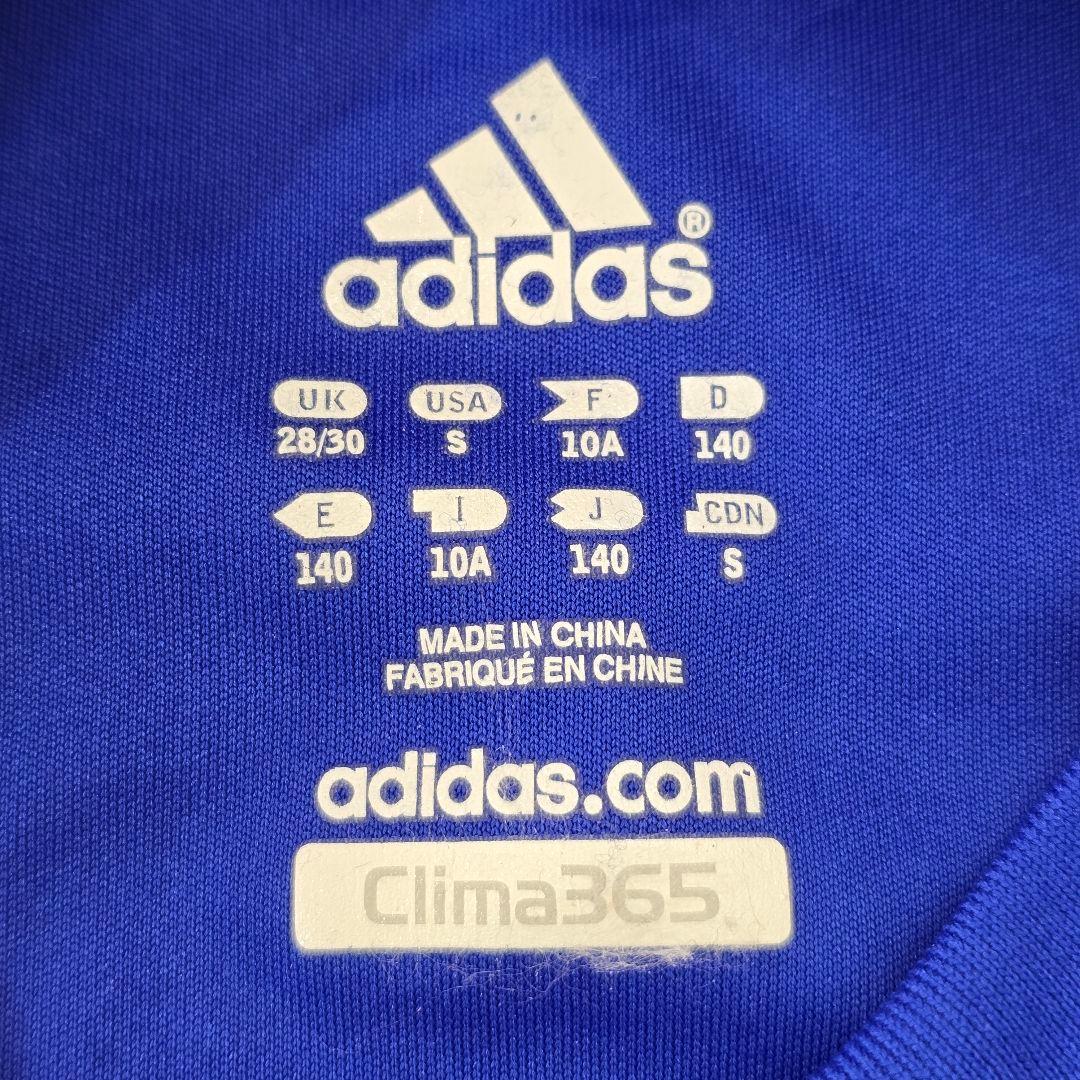 adidas®
UK USA F D
28/30 S 10A 140
E I J CDN
140 10A 140 S
MADE IN CHINA
FABRIQUÉ EN CHINE
adidas.com
Clima365